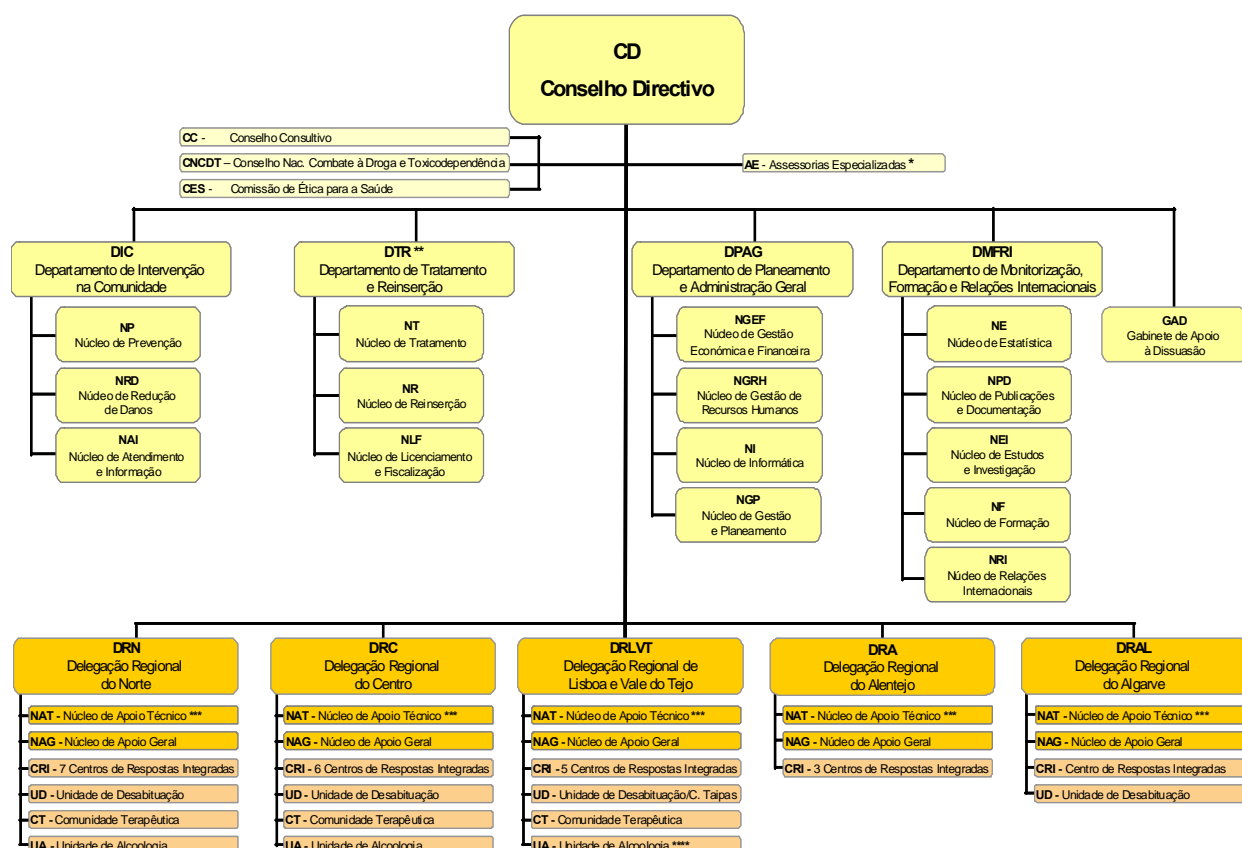 CD
Conselho Directivo
CC - Conselho Consultivo
CNCDT – Conselho Nac. Combate à Droga e Toxicodependência
CES - Comissão de Ética para a Saúde
AE - Assessorias Especializadas *
DIC
Departamento de Intervenção
na Comunidade
NP
Núcleo de Prevenção
NRD
Núcleo de Redução
de Danos
NAI
Núcleo de Atendimento
e Informação
DTR **
Departamento de Tratamento
e Reinserção
NT
Núcleo de Tratamento
NR
Núcleo de Reinserção
NLF
Núcleo de Licenciamento
e Fiscalização
DPAG
Departamento de Planeamento
e Administração Geral
NGEF
Núcleo de Gestão
Económica e Financeira
NGRH
Núcleo de Gestão de
Recursos Humanos
NI
Núcleo de Informática
NGP
Núcleo de Gestão
e Planeamento
DMFRI
Departamento de Monitorização,
Formação e Relações Internacionais
NE
Núcleo de Estatística
NPD
Núcleo de Publicações
e Documentação
NEI
Núcleo de Estudos
e Investigação
NF
Núcleo de Formação
NRI
Núcleo de Relações
Internacionais
GAD
Gabinete de Apoio
à Dissuasão
DRN
Delegação Regional
do Norte
NAT - Núcleo de Apoio Técnico ***
NAG - Núcleo de Apoio Geral
CRI - 7 Centros de Respostas Integradas
UD - Unidade de Desabituação
CT - Comunidade Terapêutica
UA - Unidade de Alcoologia
DRC
Delegação Regional
do Centro
NAT - Núcleo de Apoio Técnico ***
NAG - Núcleo de Apoio Geral
CRI - 6 Centros de Respostas Integradas
UD - Unidade de Desabituação
CT - Comunidade Terapêutica
UA - Unidade de Alcoologia
DRLVT
Delegação Regional de
Lisboa e Vale do Tejo
NAT - Núcleo de Apoio Técnico ***
NAG - Núcleo de Apoio Geral
CRI - 5 Centros de Respostas Integradas
UD - Unidade de Desabituação/C. Taipas
CT - Comunidade Terapêutica
UA - Unidade de Alcoologia ****
DRA
Delegação Regional
do Alentejo
NAT - Núcleo de Apoio Técnico ***
NAG - Núcleo de Apoio Geral
CRI - 3 Centros de Respostas Integradas
DRAL
Delegação Regional
do Algarve
NAT - Núcleo de Apoio Técnico ***
NAG - Núcleo de Apoio Geral
CRI - Centro de Respostas Integradas
UD - Unidade de Desabituação